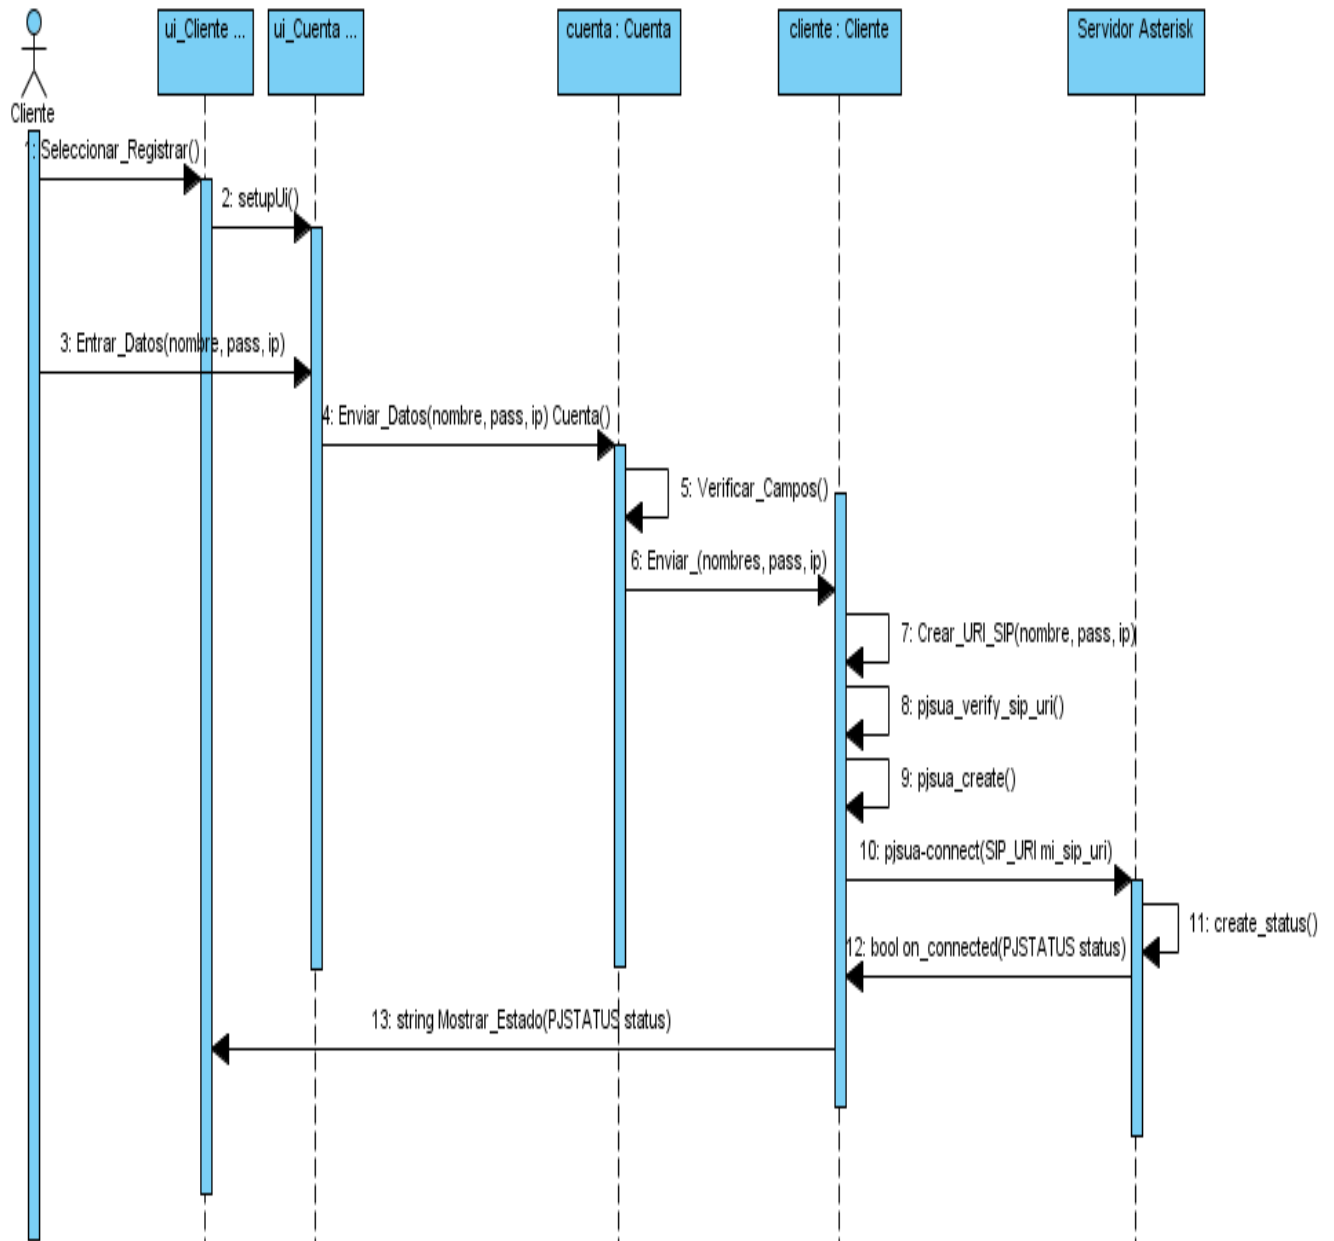 ui_Cliente ...
ui_Cuenta ...
cuenta : Cuenta
cliente : Cliente
Servidor Asterisk
Cliente
1: Seleccionar_Registrar()
2: setupUi()
3: Entrar_Datos(nombre, pass, ip)
4: Enviar_Datos(nombre, pass, ip) Cuenta()
5: Verificar_Campos()
6: Enviar_(nombres, pass, ip)
7: Crear_URI_SIP(nombre, pass, ip)
8: pjsua_verify_sip_uri()
9: pjsua_create()
10: pjsua-connect(SIP_URI mi_sip_uri)
11: create_status()
12: bool on_connected(PJSTATUS status)
13: string Mostrar_Estado(PJSTATUS status)